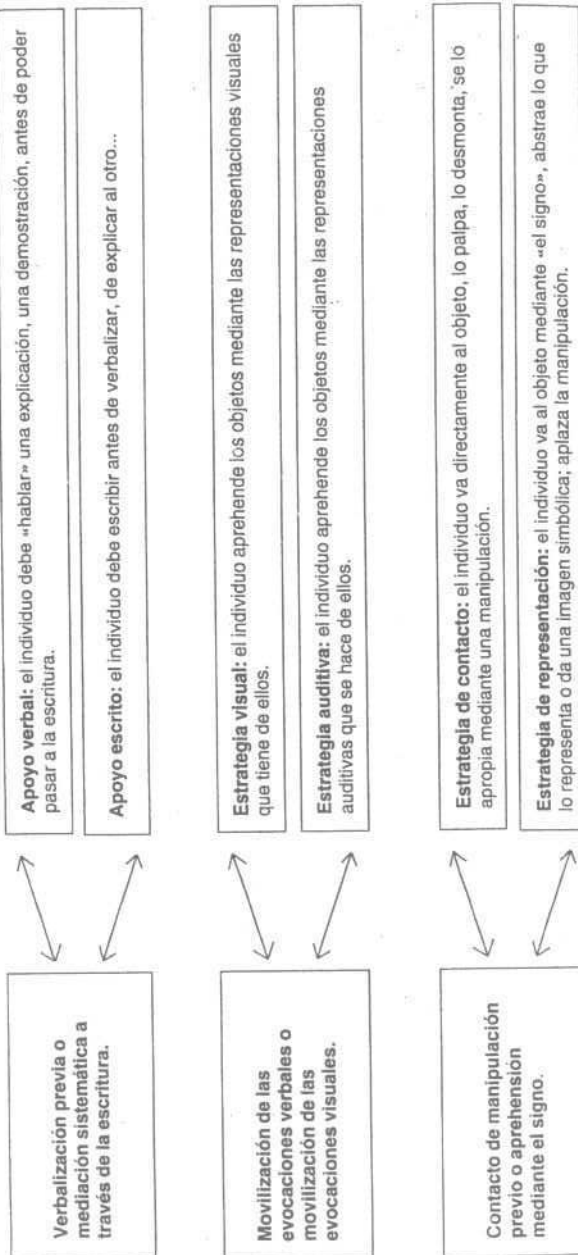 Verbalización previa o
mediación sistemática a
través de la escritura.
Apoyo verbal: el individuo debe «hablar» una explicación, una demostración, antes de poder
pasar a la escritura.
Apoyo escrito: el individuo debe escribir antes de verbalizar, de explicar al otro...
Movilización de las
evocaciones verbales o
movilización de las
evocaciones visuales.
Estrategia visual: el individuo aprehende los objetos mediante las representaciones visuales
que tiene de ellos.
Estrategia auditiva: el individuo aprehende los objetos mediante las representaciones
auditivas que se hace de ellos.
Contacto de manipulación
previo o aprehensión
mediante el signo.
Estrategia de contacto: el individuo va directamente al objeto, lo palpa, lo desmonta, se lo
apropia mediante una manipulación.
Estrategia de representación: el individuo va al objeto mediante «el signo», abstrae lo que
lo representa o da una imagen simbólica; aplaza la manipulación.